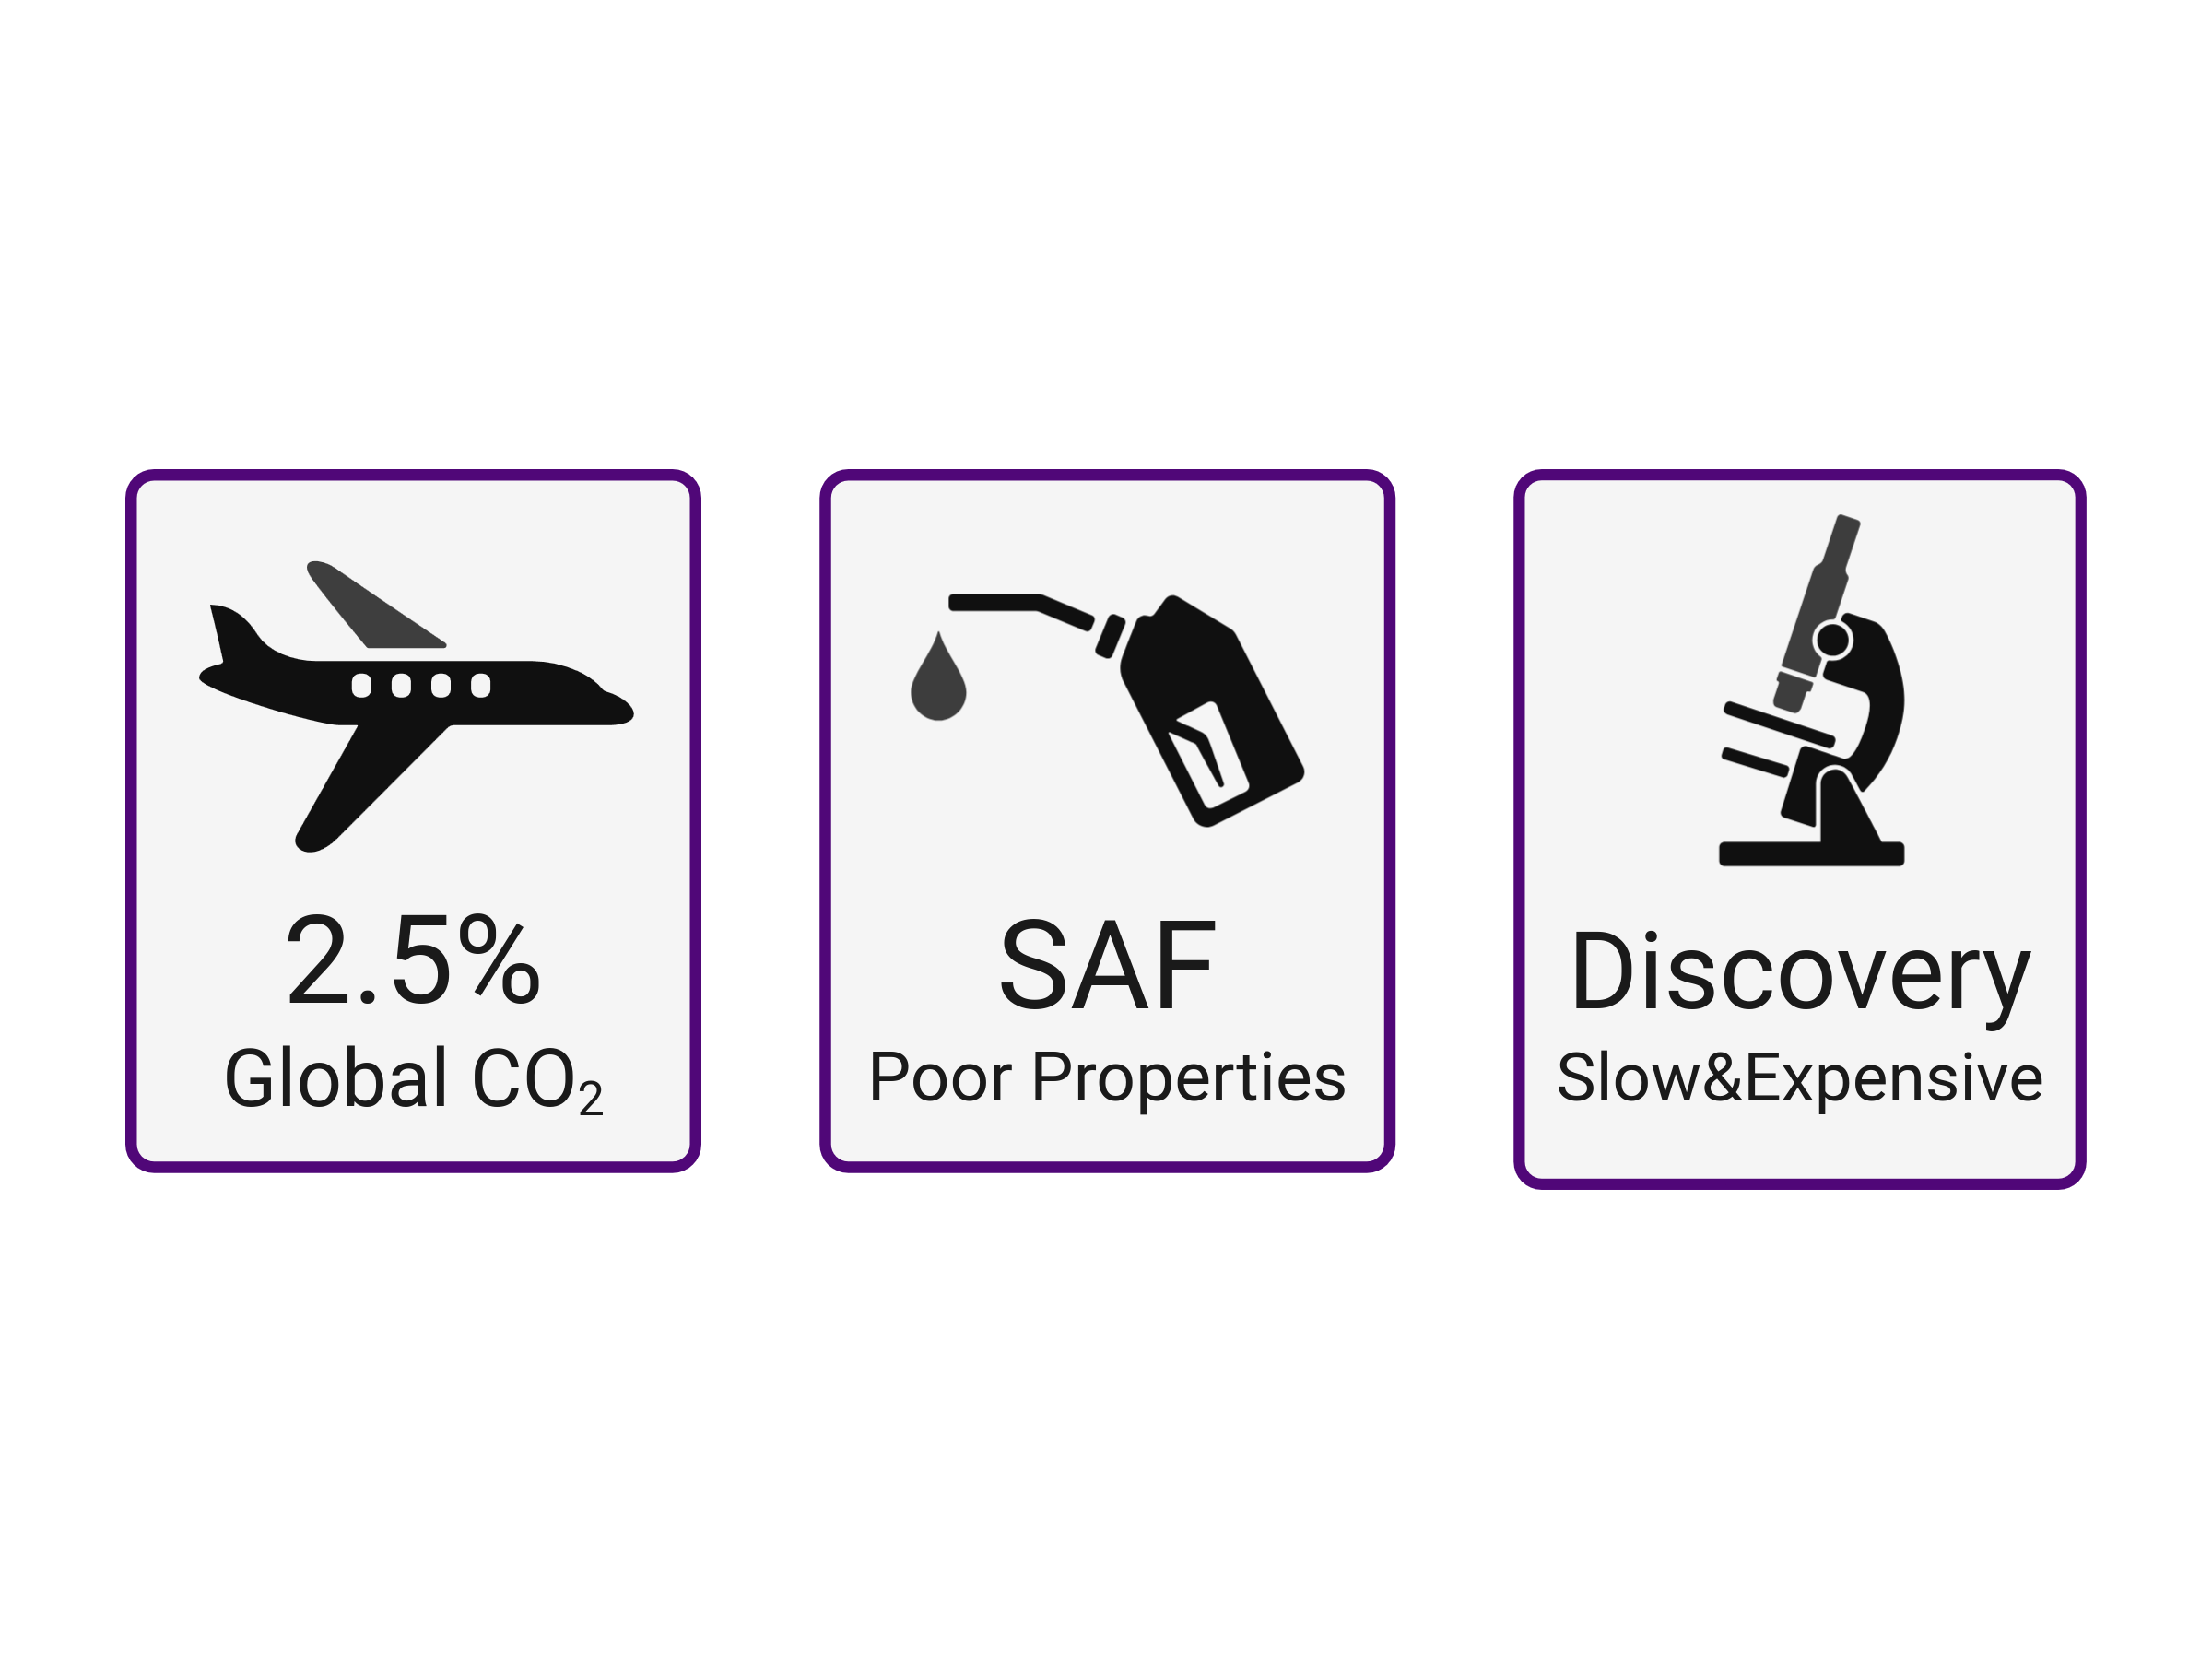 2.5%
Global CO₂
SAF
Poor Properties
Discovery
Slow&Expensive